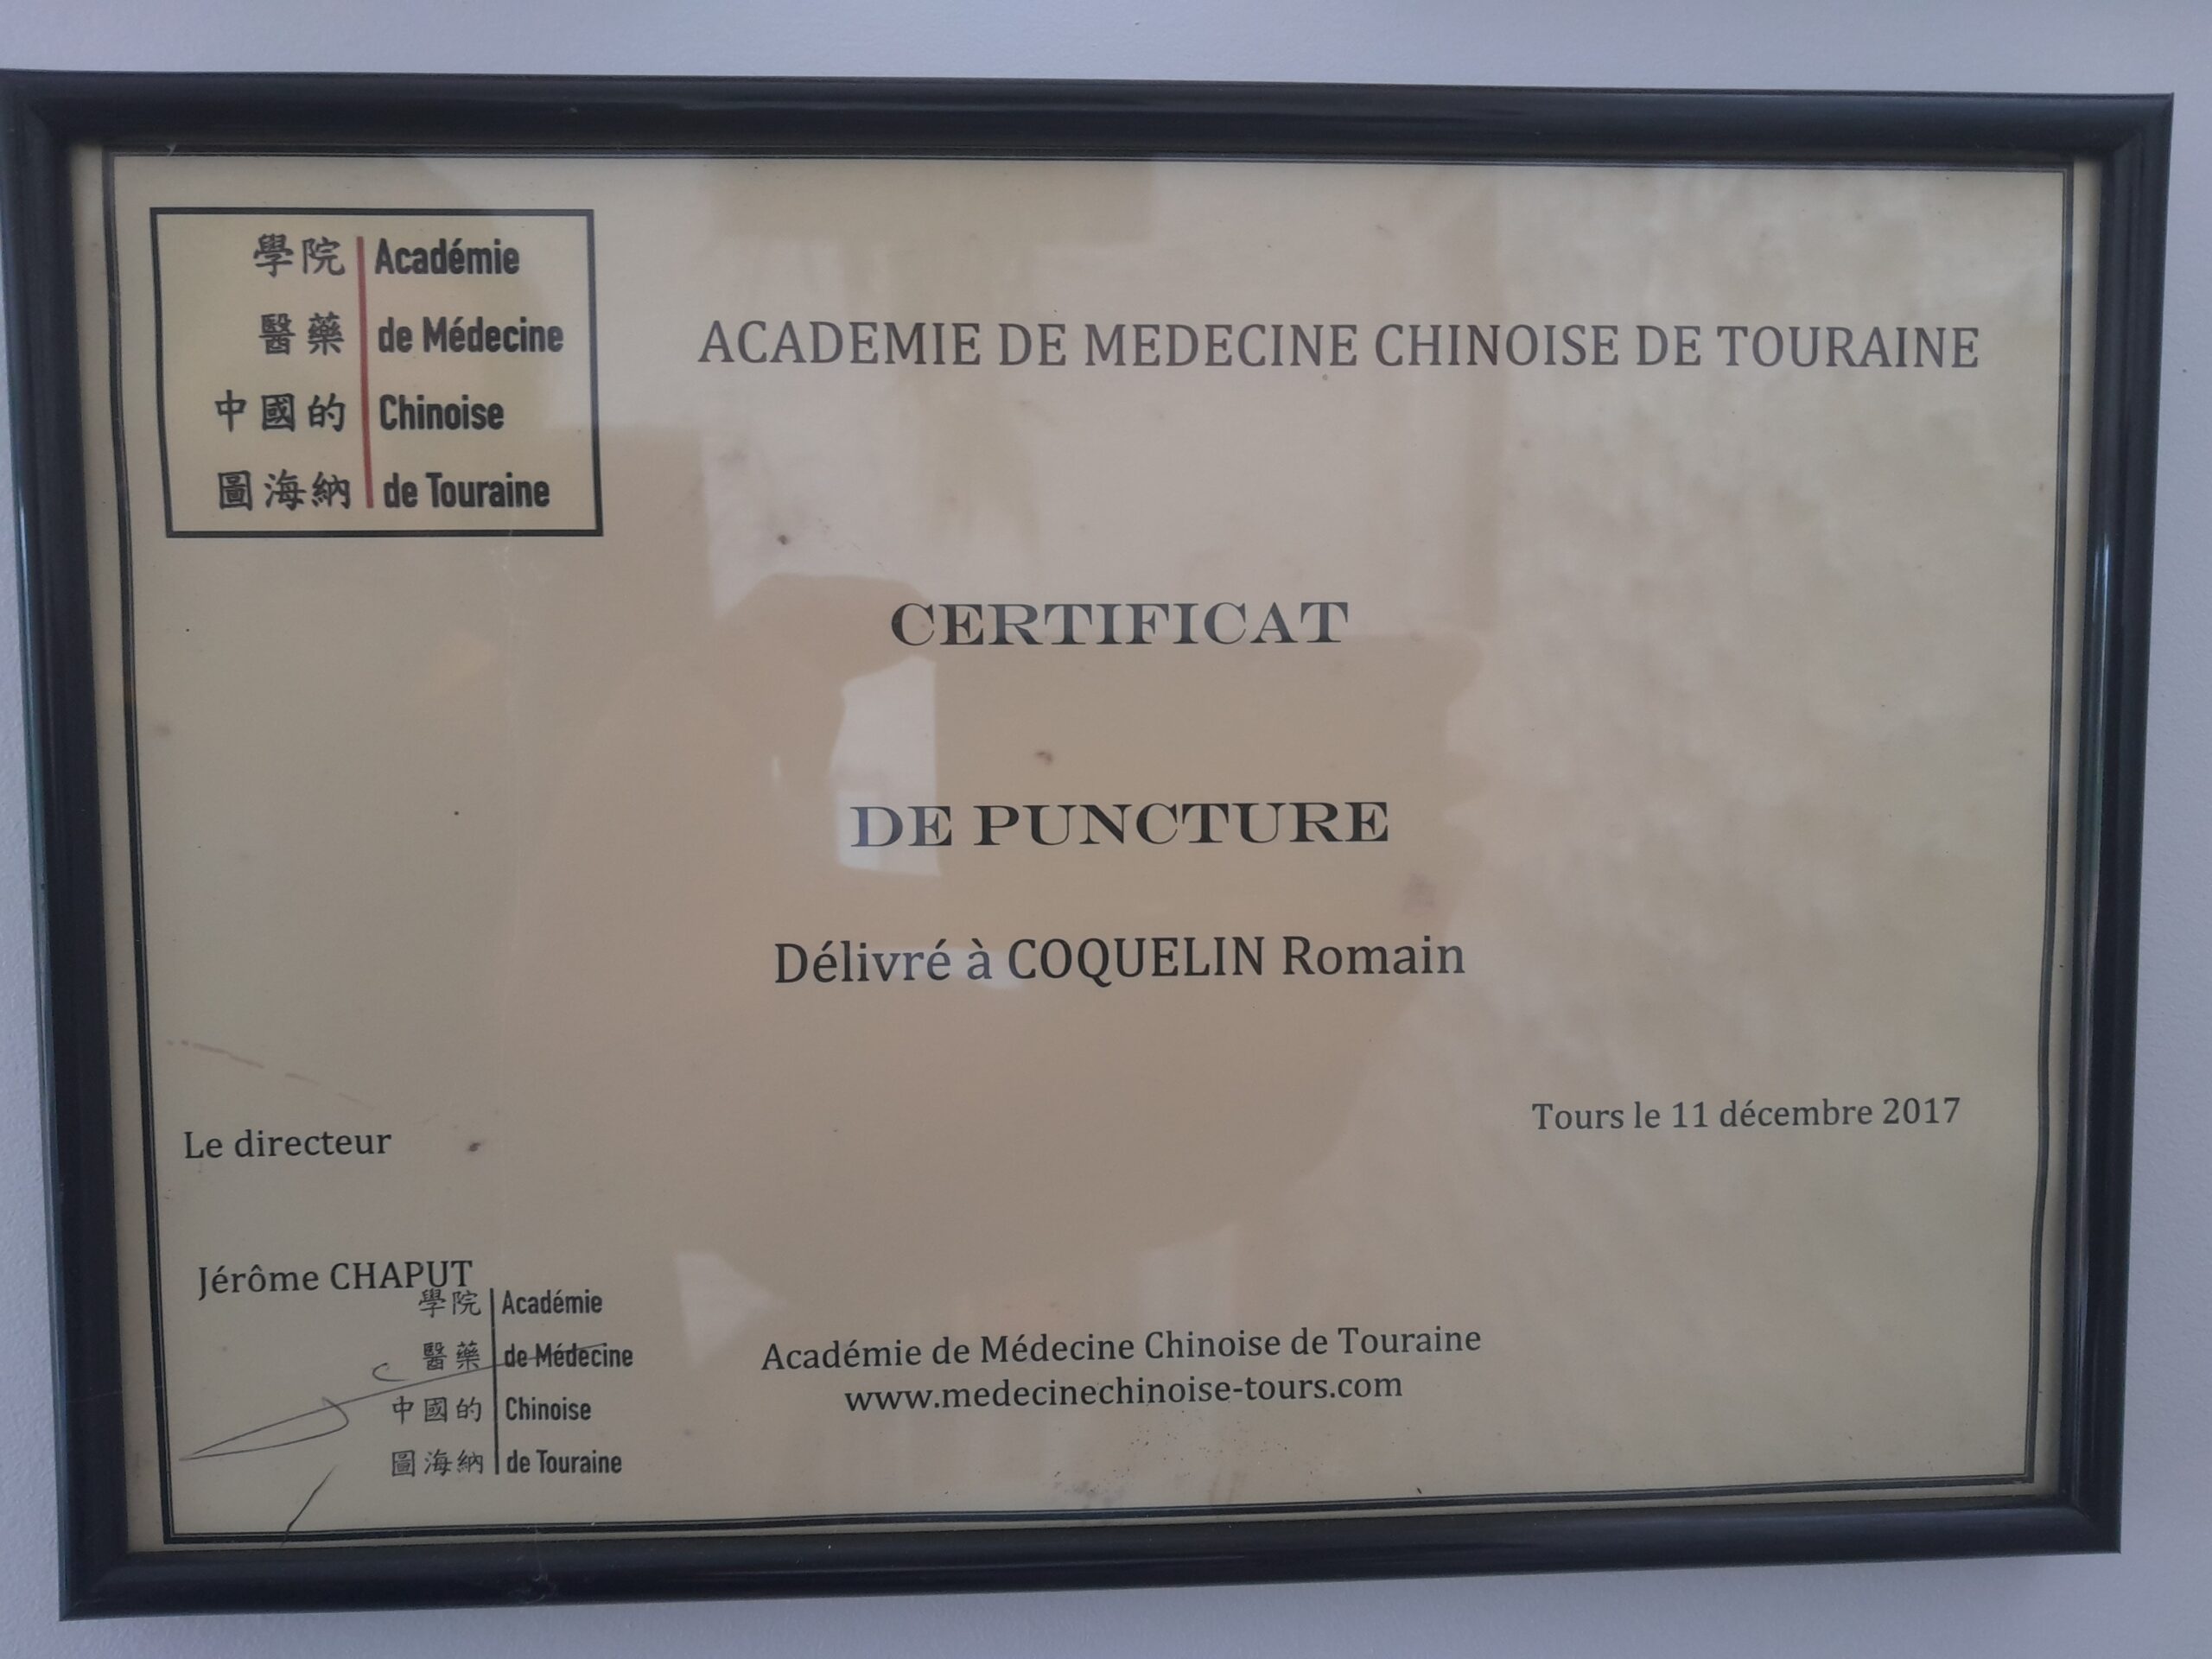 學院 Académie
醫藥 de Médecine
中國的 Chinoise
圖海納 de Touraine
ACADEMIE DE MEDECINE CHINOISE DE TOURAINE
CERTIFICAT
DE PUNCTURE
Délivré à COQUELIN Romain
Tours le 11 décembre 2017
Le directeur
Jérôme CHAPUT
學院 Académie
醫藥 de Médecine
中國的 Chinoise
圖海納 de Touraine
Académie de Médecine Chinoise de Touraine
www.medecinechinoise-tours.com